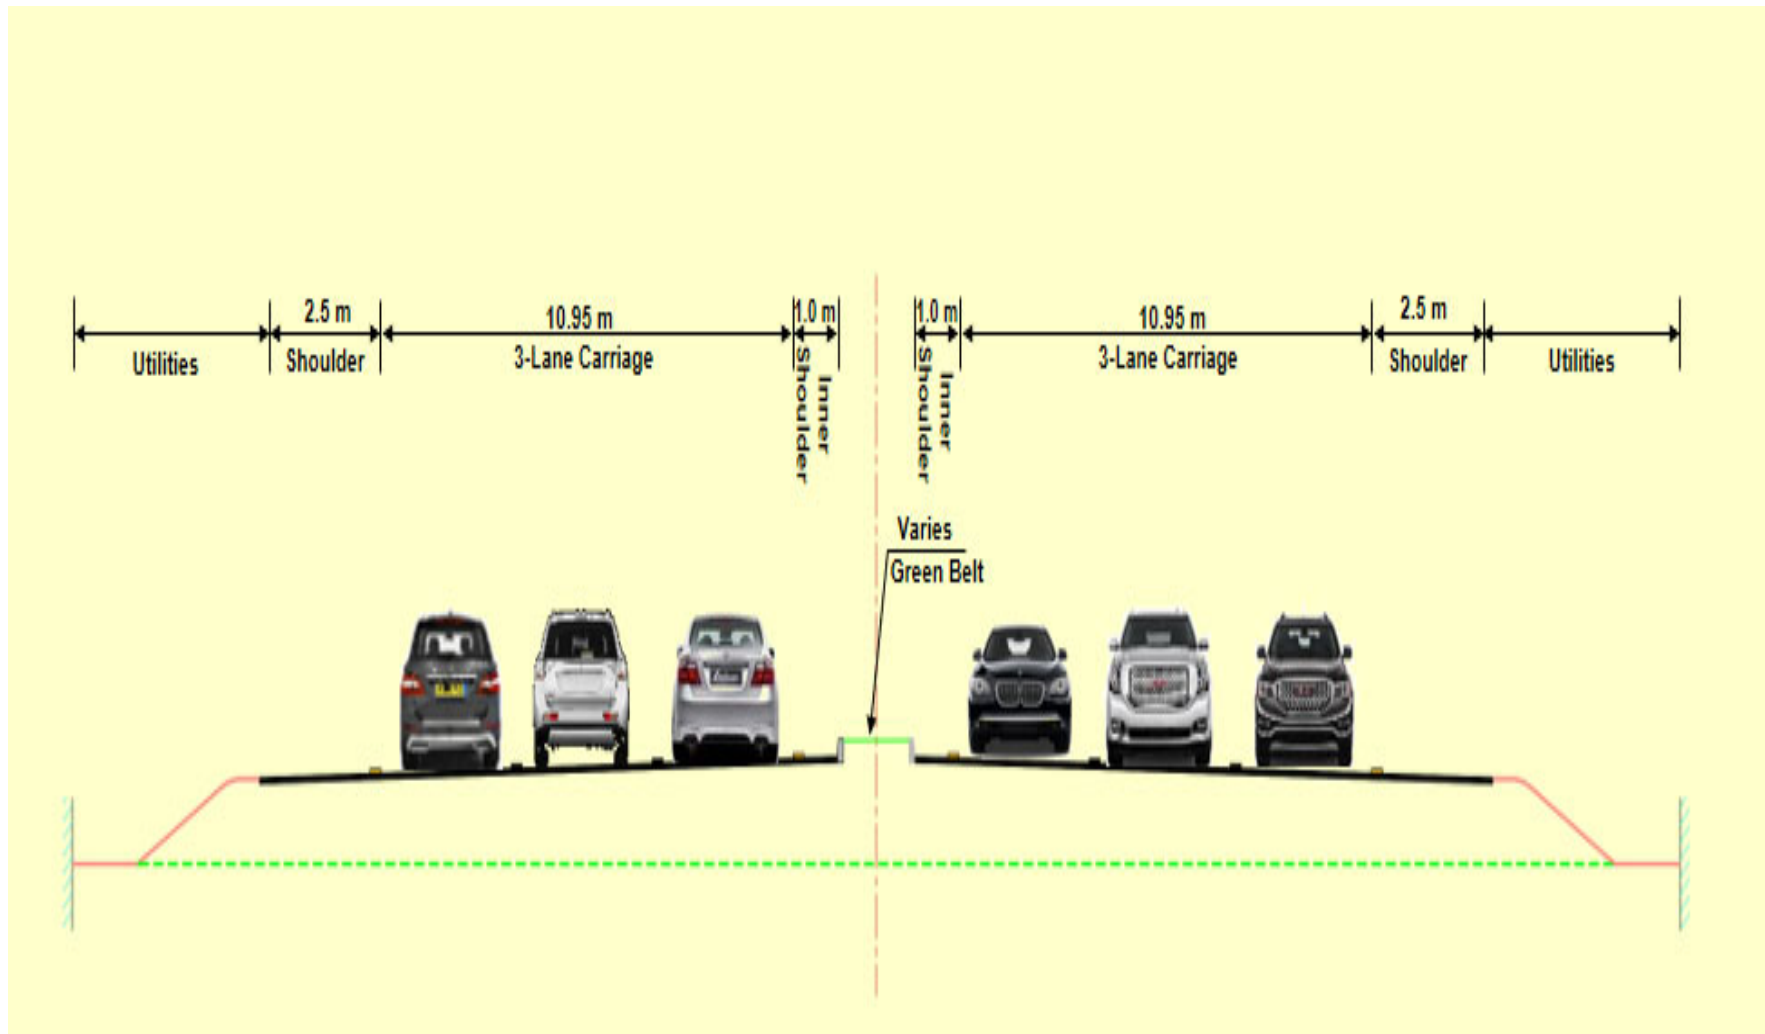 2.5 m
10.95 m
1.0 m
1.0 m
10.95 m
2.5 m
Utilities
Shoulder
3-Lane Carriage
Inner
Shoulder
Inner
Shoulder
3-Lane Carriage
Shoulder
Utilities
Varies
Green Belt